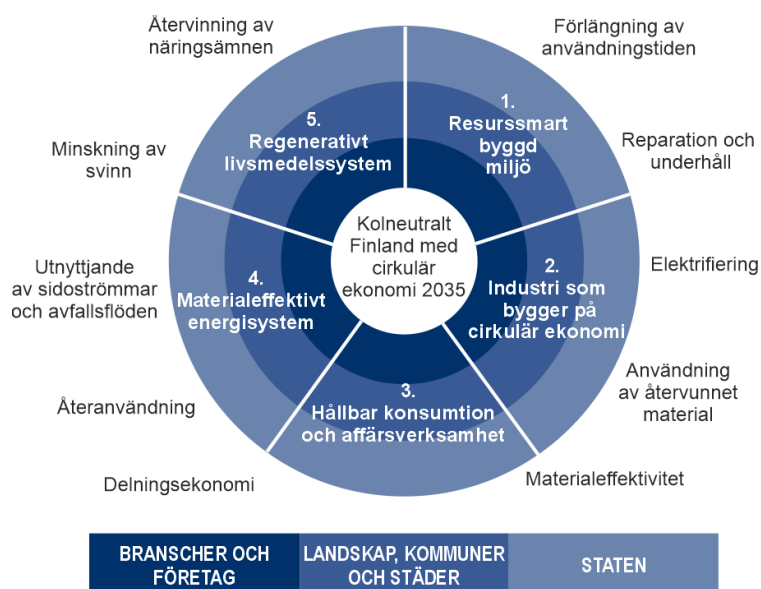 Återvinning av
näringsämnen
Förlängning av
användningstiden
Minskning av
svinn
Reparation och
underhåll
Utnyttjande
av sidoströmmar
och avfallsflöden
Elektrifiering
Återanvändning
Användning
av återvunnet
material
Delningsekonomi
Materialeffektivitet
1.
Resurssmart
byggd
miljö
2.
Industri som
bygger på
cirkulär ekonomi
3.
Hållbar konsumtion
och affärsverksamhet
4.
Materialeffektivt
energisystem
5.
Regenerativt
livsmedelssystem
Kolneutralt
Finland med
cirkulär
ekonomi 2035
BRANSCHER OCH
FÖRETAG
LANDSKAP, KOMMUNER
OCH STÄDER
STATEN